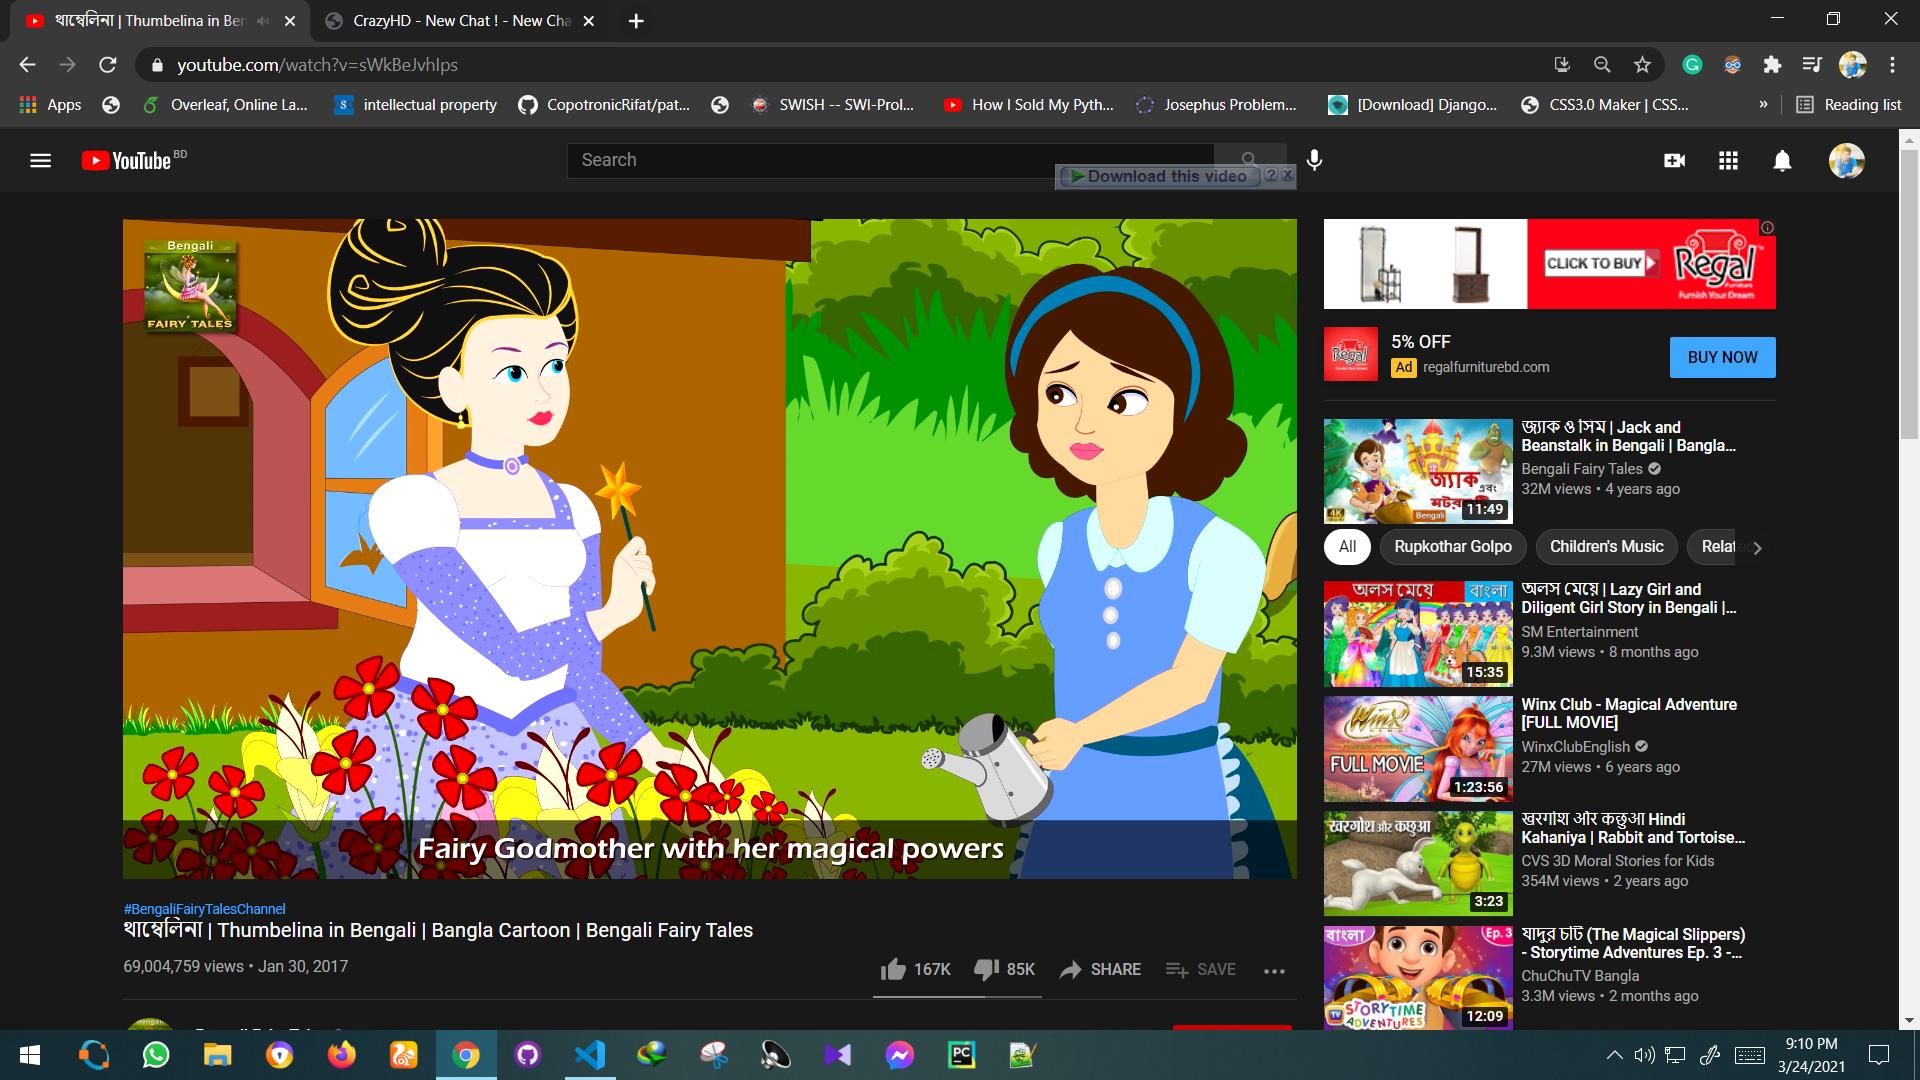 থাম্বেলিনা | Thumbelina in Ben
CrazyHD - New Chat ! - New Cha
youtube.com/watch?v=sWkBeJvhIps
Apps
Overleaf, Online La...
intellectual property
CopotronicRifat/pat...
SWISH -- SWI-Prol...
How I Sold My Pyth...
Josephus Problem...
[Download] Django...
CSS3.0 Maker | CSS...
»
Reading list
YouTube BD
Search
Download this video
Bengali
FAIRY TALES
Fairy Godmother with her magical powers
#BengaliFairyTalesChannel
থাম্বেলিনা | Thumbelina in Bengali | Bangla Cartoon | Bengali Fairy Tales
69,004,759 views • Jan 30, 2017
167K
85K
SHARE
SAVE
CLICK TO BUY
Regal
Furniture
Furnish Your Dream
5% OFF
Regal
Ad regalfurniturebd.com
BUY NOW
জ্যাক
এবং
4K
Bengali
11:49
জ্যাক ও সিম | Jack and
Beanstalk in Bengali | Bangla...
Bengali Fairy Tales
32M views • 4 years ago
All
Rupkothar Golpo
Children's Music
অলস মেয়ে
বাংলা
15:35
অলস মেয়ে | Lazy Girl and
Diligent Girl Story in Bengali |...
SM Entertainment
9.3M views • 8 months ago
Winx
FULL MOVIE
1:23:56
Winx Club - Magical Adventure
[FULL MOVIE]
WinxClubEnglish
27M views • 6 years ago
खरगोश और कछुआ
3:23
खरगोश और कछुआ Hindi
Kahaniya | Rabbit and Tortoise...
CVS 3D Moral Stories for Kids
354M views • 2 years ago
বাংলা
Ep. 3
STORYTIME
ADVENTURES
12:09
যাদুর চটি (The Magical Slippers)
- Storytime Adventures Ep. 3 -...
ChuChuTV Bangla
3.3M views • 2 months ago
9:10 PM
3/24/2021